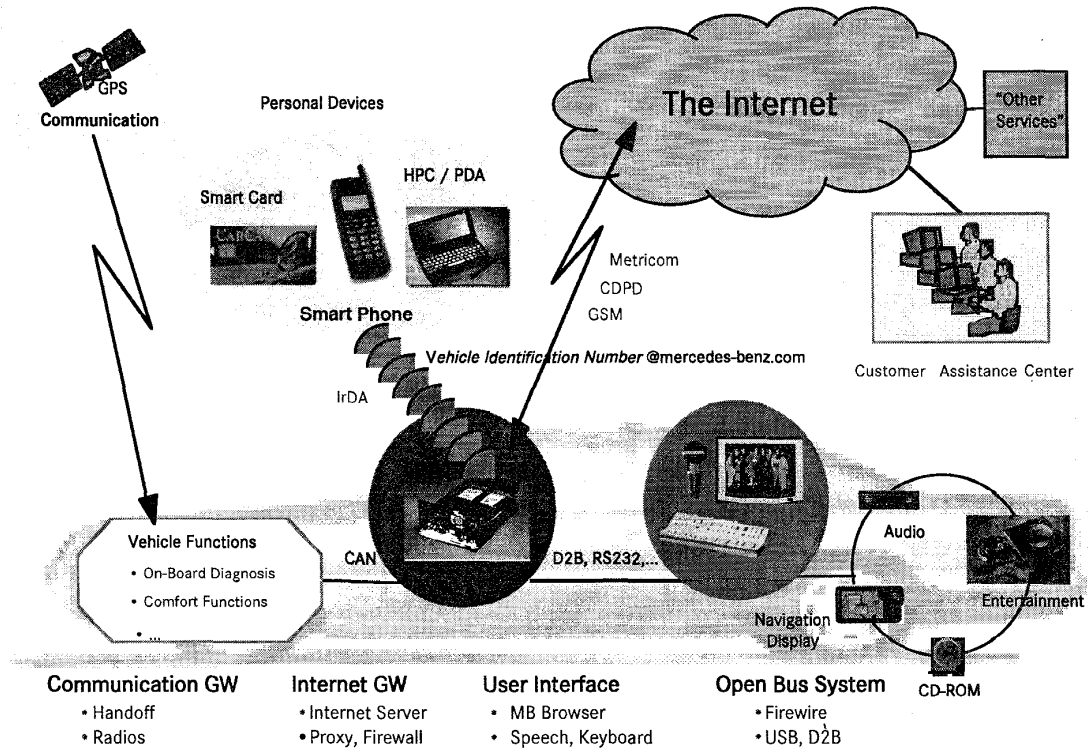 GPS
Communication
Personal Devices
The Internet
"Other
Services"
Smart Card
HPC / PDA
Smart Phone
Metricom
CDPD
GSM
Vehicle Identification Number @mercedes-benz.com
Customer Assistance Center
IrDA
Vehicle Functions
• On-Board Diagnosis
• Comfort Functions
• ...
CAN
D2B, RS232,...
Audio
Entertainment
Navigation
Display
CD-ROM
Communication GW
• Handoff
• Radios
Internet GW
• Internet Server
• Proxy, Firewall
User Interface
• MB Browser
• Speech, Keyboard
Open Bus System
• Firewire
• USB, D2B